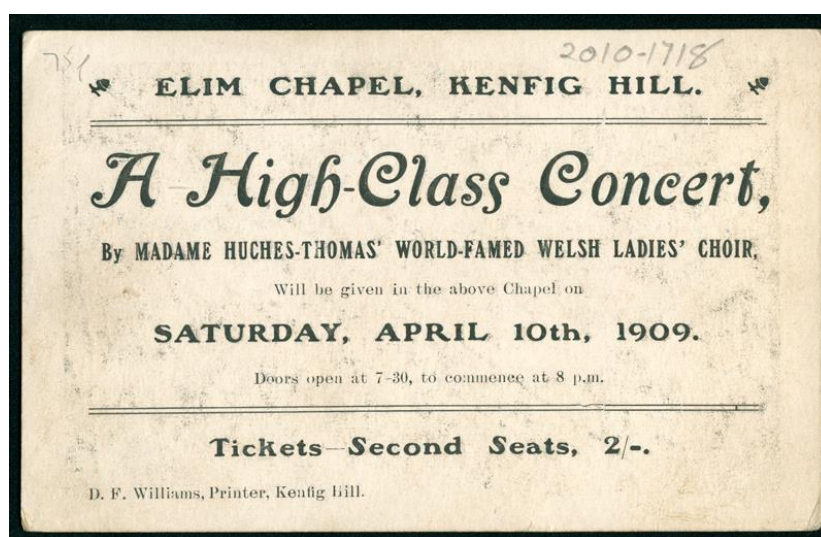 751
2010-1718
ELIM CHAPEL, KENFIG HILL.
A High-Class Concert,
By MADAME HUGHES-THOMAS' WORLD-FAMED WELSH LADIES' CHOIR,
Will be given in the above Chapel on
SATURDAY, APRIL 10th, 1909.
Doors open at 7-30, to commence at 8 p.m.
Tickets—Second Seats, 2/-.
D. F. Williams, Printer, Kenfig Hill.